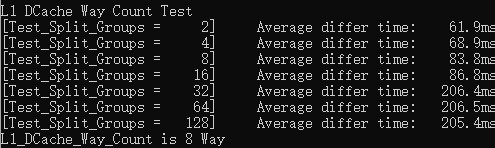 L1 DCache Way Count Test
[Test_Split_Groups =    2]    Average differ time:    61.9ms
[Test_Split_Groups =    4]    Average differ time:    68.9ms
[Test_Split_Groups =    8]    Average differ time:    83.8ms
[Test_Split_Groups =   16]    Average differ time:    86.8ms
[Test_Split_Groups =   32]    Average differ time:   206.4ms
[Test_Split_Groups =   64]    Average differ time:   206.5ms
[Test_Split_Groups =  128]    Average differ time:   205.4ms
L1_DCache_Way_Count is 8 Way